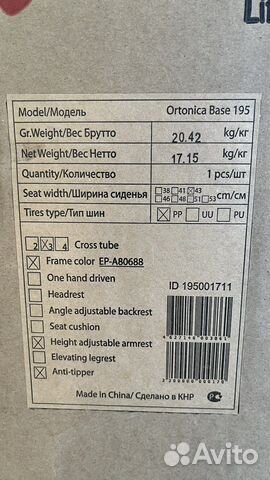 Lit
Model/Модель Ortonica Base 195
Gr.Weight/Вес Брутто 20.42 kg/кг
Net Weight/Вес Нетто 17.15 kg/кг
Quantity/Количество 1 pcs/шт
Seat width/Ширина сиденья 38 41 43 cm/см
46 48 51 53
Tires type/Тип шин PP UU PU
2 3 4 Cross tube
Frame color EP-A80688
One hand driven
Headrest
Angle adjustable backrest
Seat cushion
Height adjustable armrest
Elevating legrest
Anti-tipper
ID 195001711
Made in China/ Сделано в КНР
Avito